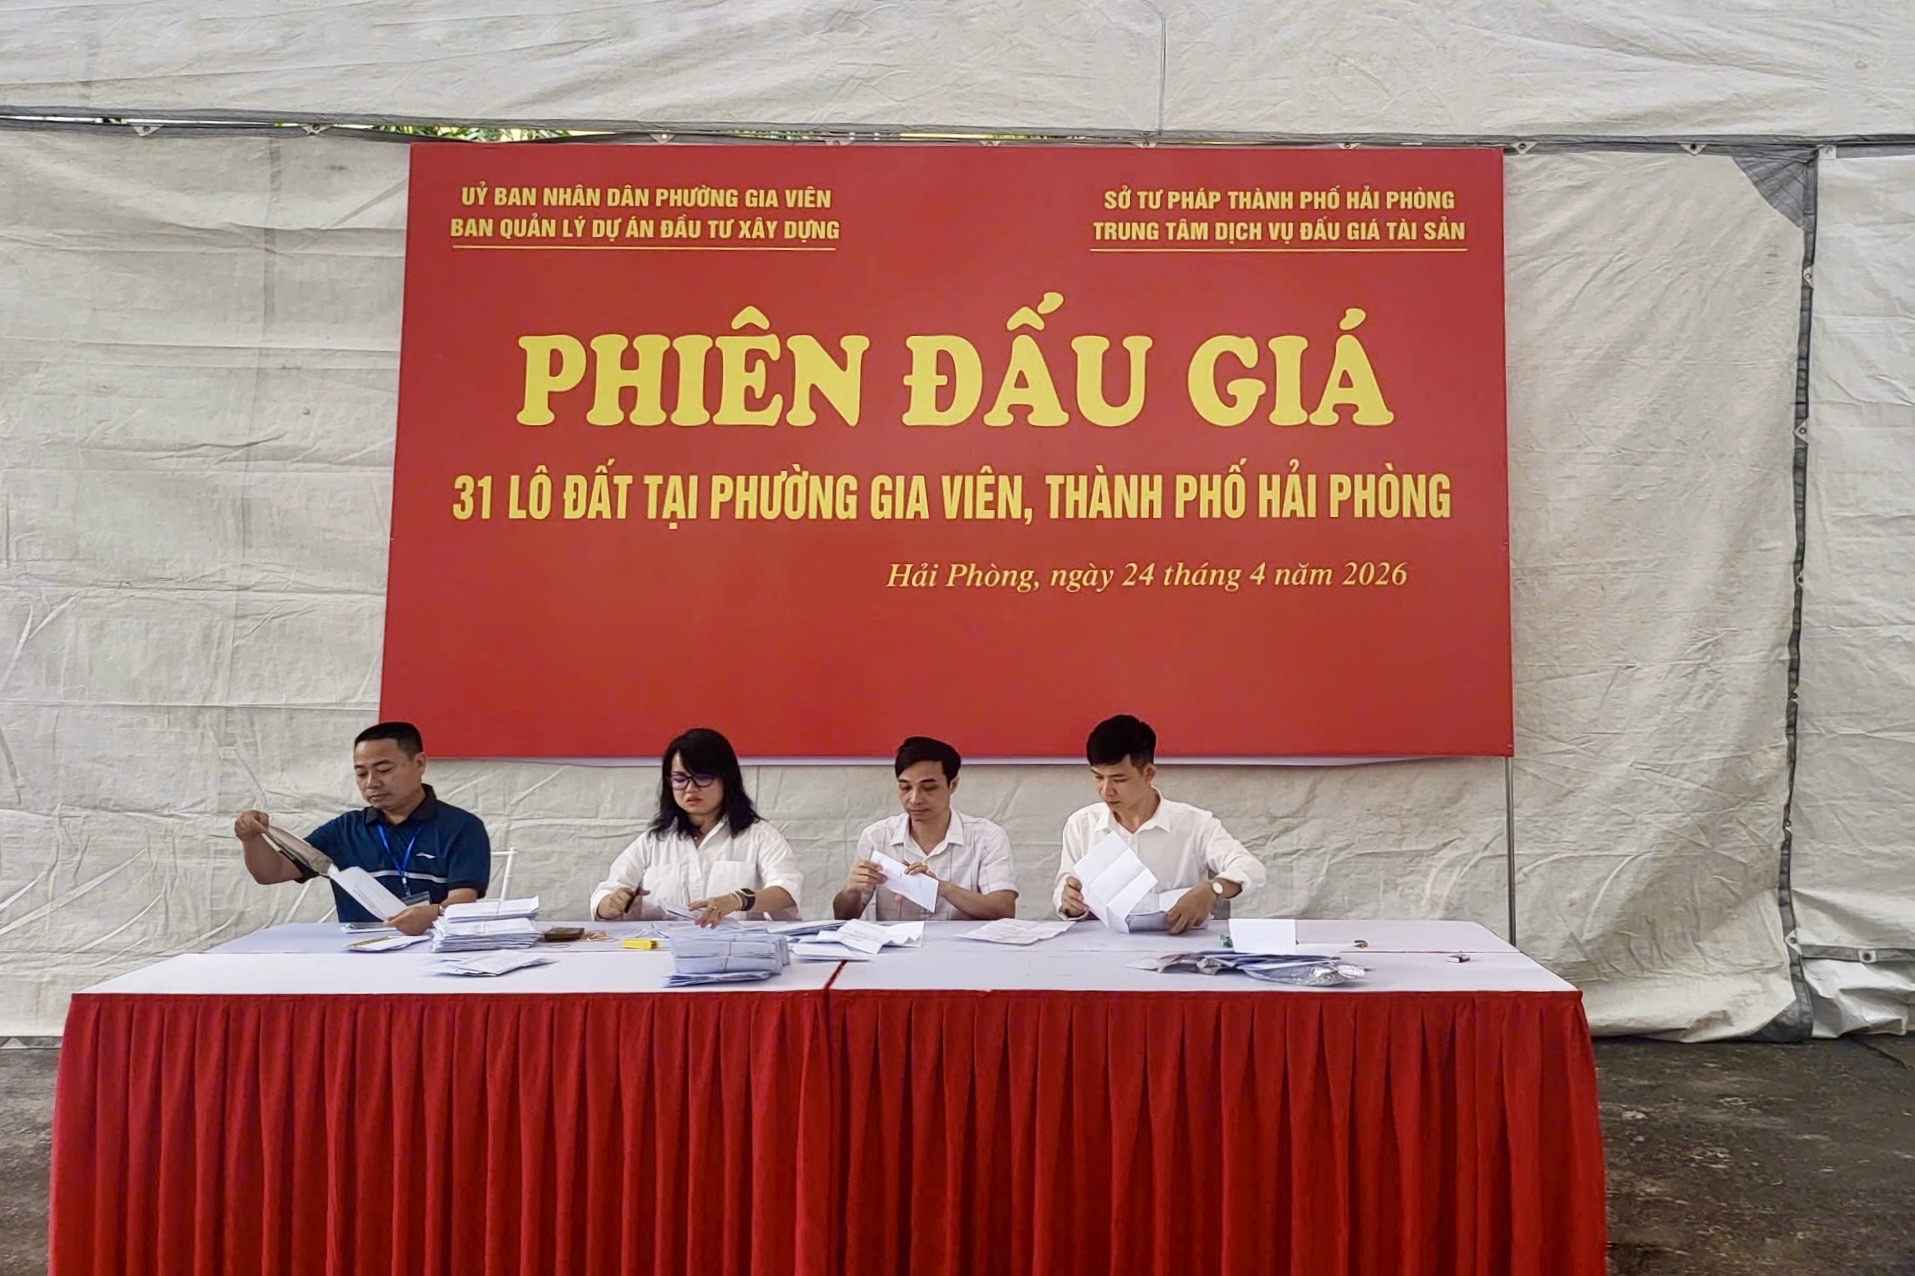 UỶ BAN NHÂN DÂN PHƯỜNG GIA VIÊN
BAN QUẢN LÝ DỰ ÁN ĐẦU TƯ XÂY DỰNG
SỞ TƯ PHÁP THÀNH PHỐ HẢI PHÒNG
TRUNG TÂM DỊCH VỤ ĐẤU GIÁ TÀI SẢN
PHIÊN ĐẤU GIÁ
31 LÔ ĐẤT TẠI PHƯỜNG GIA VIÊN, THÀNH PHỐ HẢI PHÒNG
Hải Phòng, ngày 24 tháng 4 năm 2026